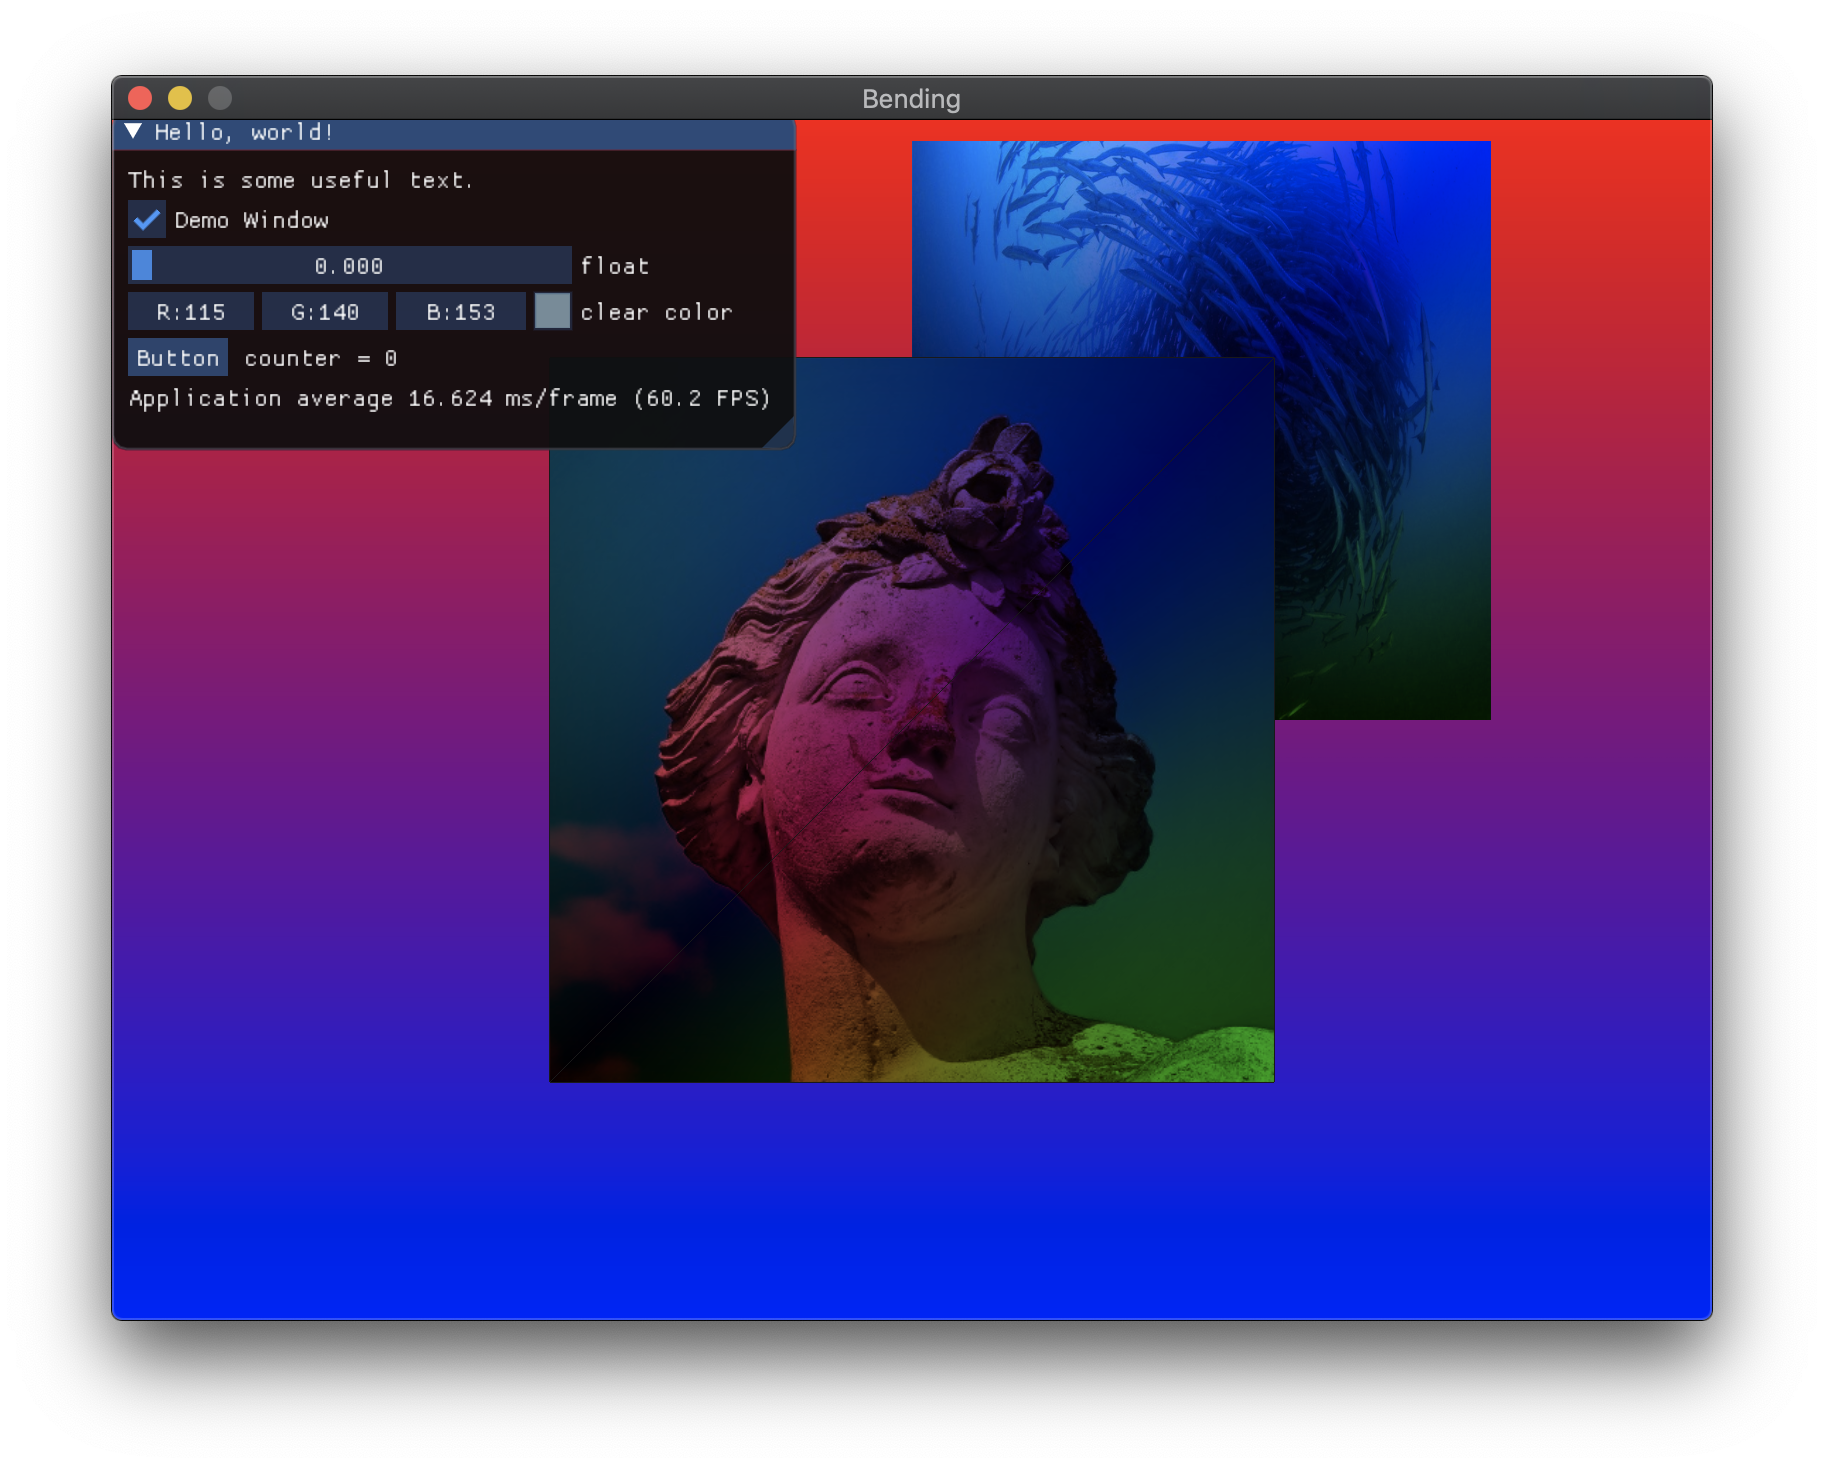 Bending
Hello, world!
This is some useful text.
Demo Window
0.000 float
R:115 G:140 B:153 clear color
Button counter = 0
Application average 16.624 ms/frame (60.2 FPS)